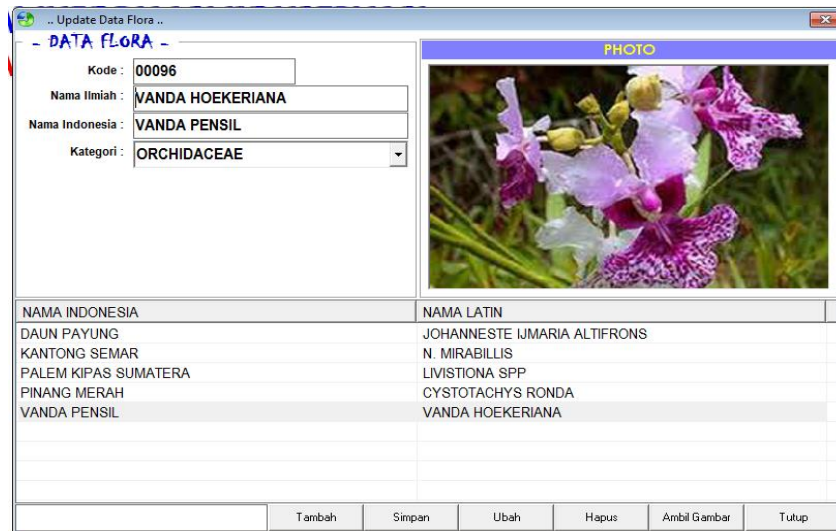 .. Update Data Flora ..
- DATA FLORA -
PHOTO
Kode : 00096
Nama Ilmiah : VANDA HOEKERIANA
Nama Indonesia : VANDA PENSIL
Kategori : ORCHIDACEAE
NAMA INDONESIA NAMA LATIN
DAUN PAYUNG JOHANNESTE IJMARIA ALTIFRONS
KANTONG SEMAR N. MIRABILLIS
PALEM KIPAS SUMATERA LIVISTIONA SPP
PINANG MERAH CYSTOTACHYS RONDA
VANDA PENSIL VANDA HOEKERIANA
Tambah Simpan Ubah Hapus Ambil Gambar Tutup